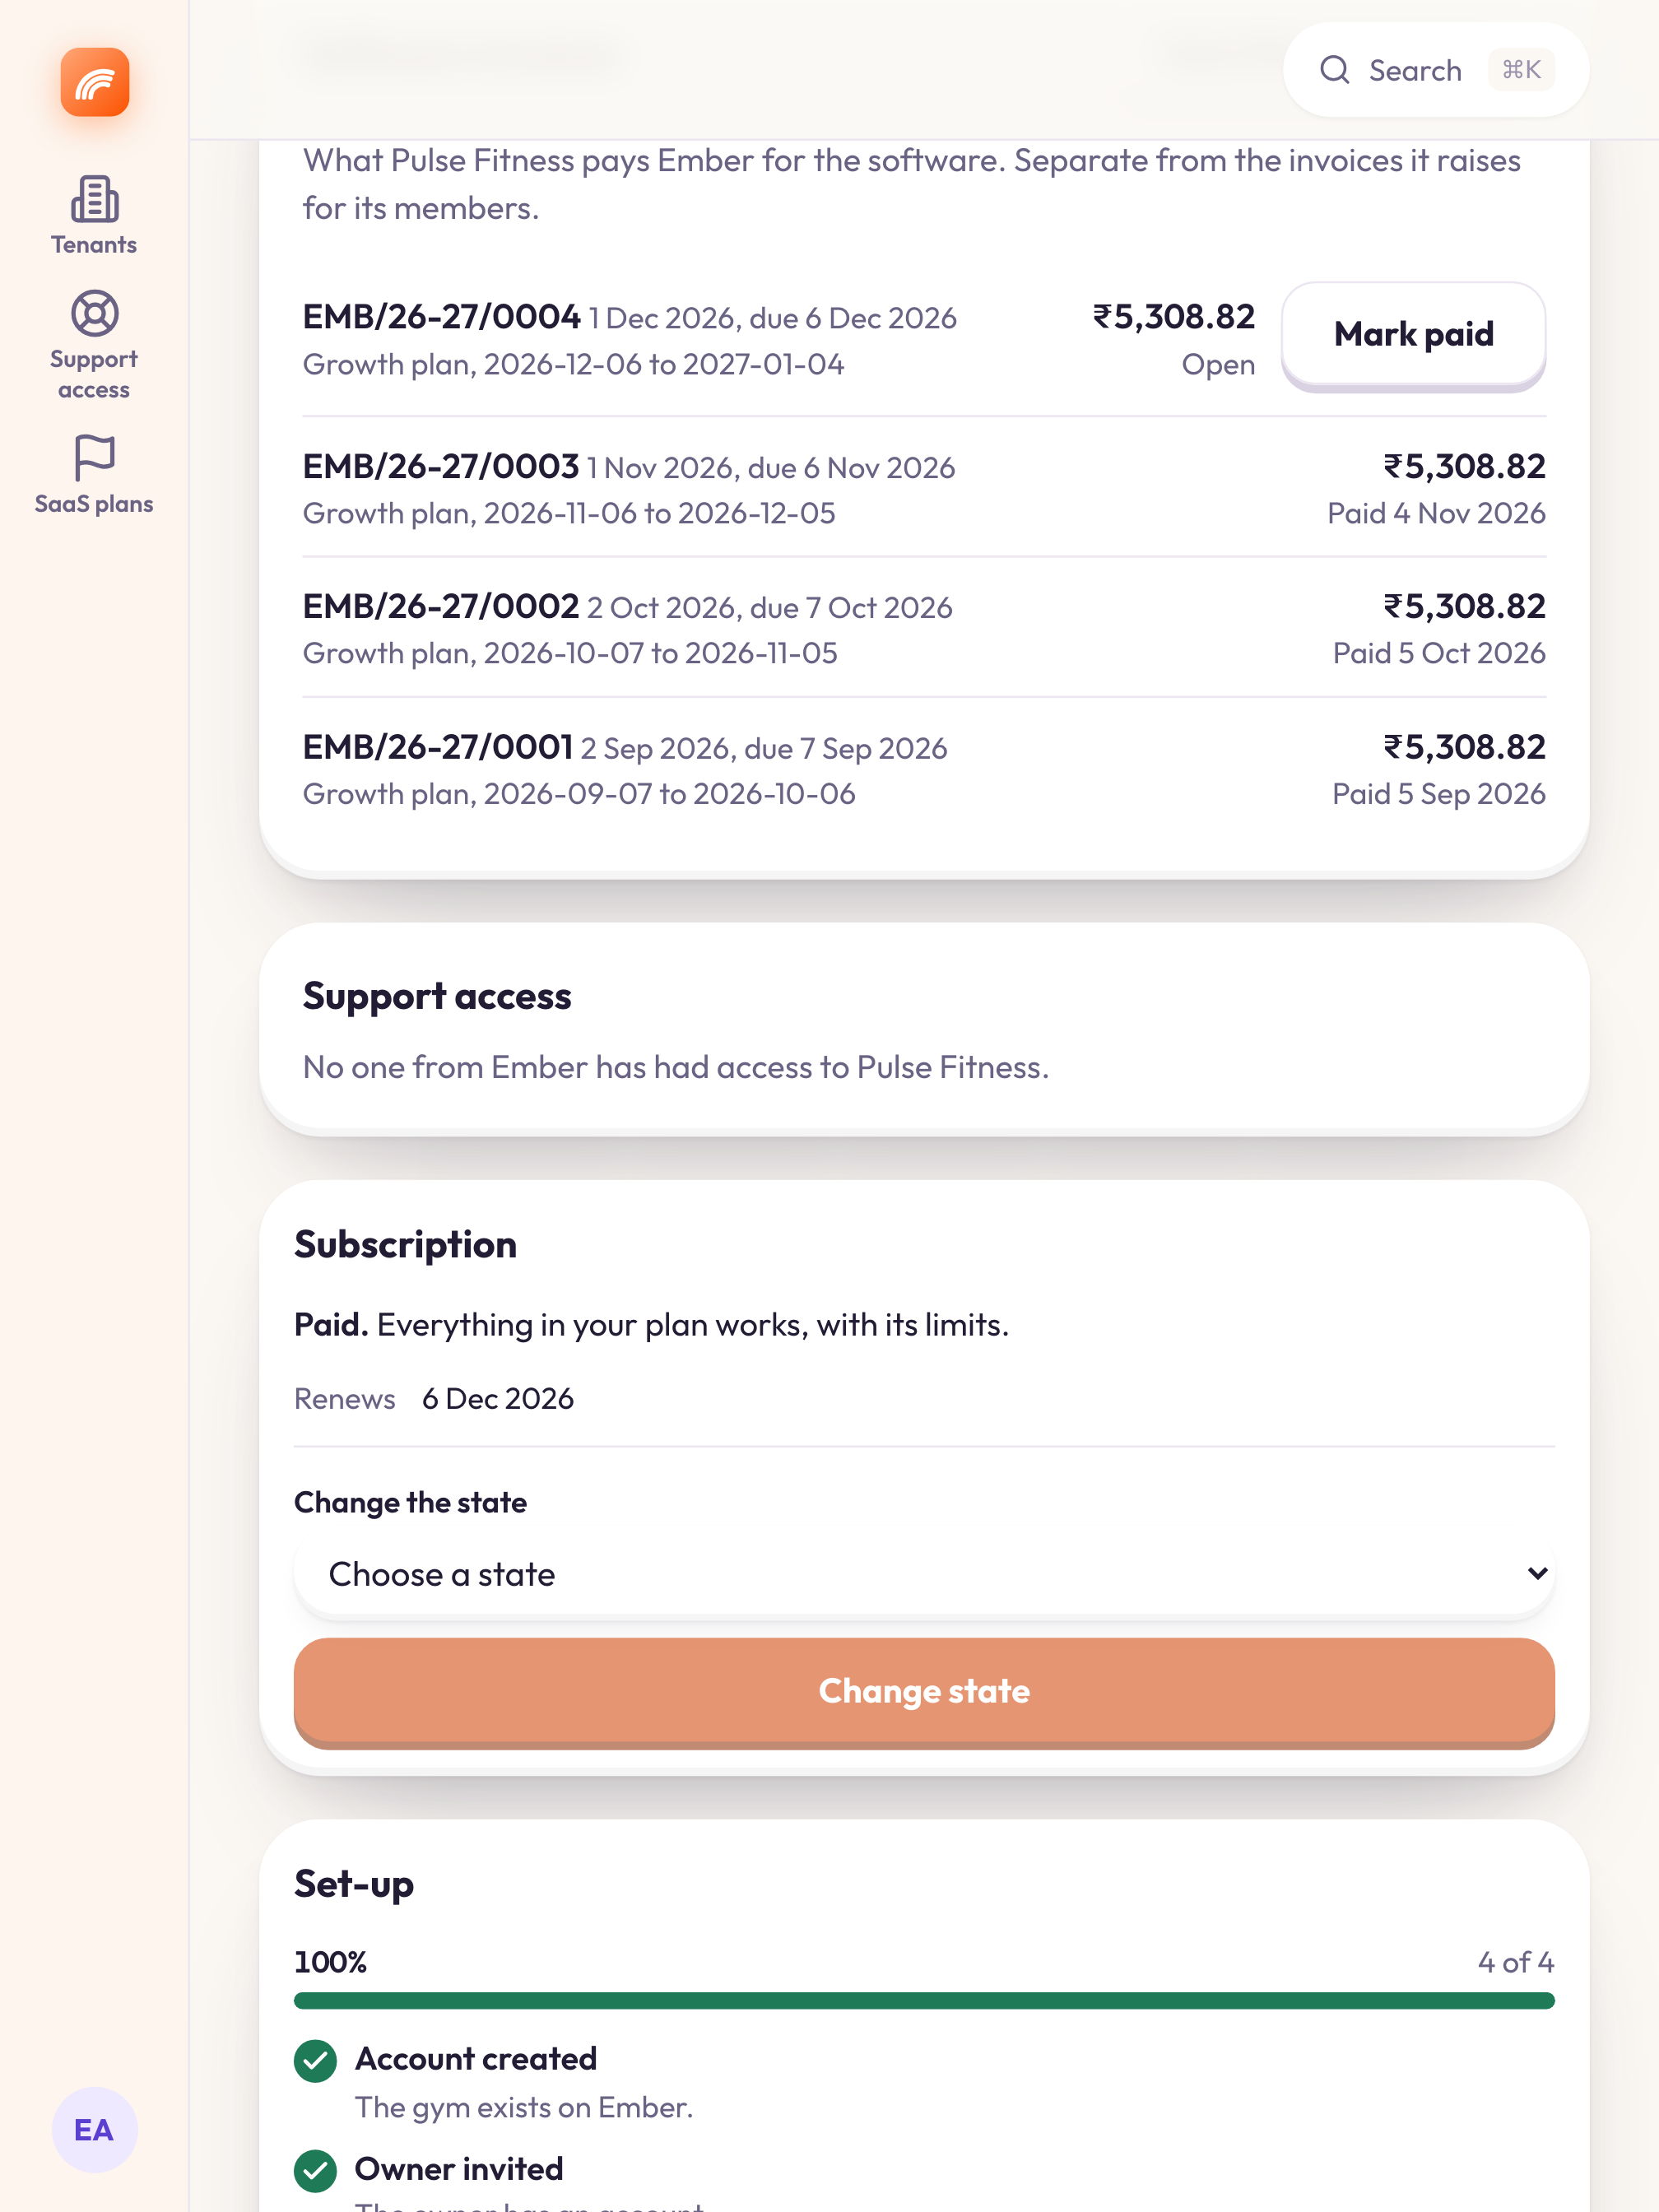 Search ⌘K
Tenants
Support
access
SaaS plans
EA
What Pulse Fitness pays Ember for the software. Separate from the invoices it raises
for its members.
EMB/26-27/0004 1 Dec 2026, due 6 Dec 2026 ₹5,308.82 Mark paid
Growth plan, 2026-12-06 to 2027-01-04 Open
EMB/26-27/0003 1 Nov 2026, due 6 Nov 2026 ₹5,308.82
Growth plan, 2026-11-06 to 2026-12-05 Paid 4 Nov 2026
EMB/26-27/0002 2 Oct 2026, due 7 Oct 2026 ₹5,308.82
Growth plan, 2026-10-07 to 2026-11-05 Paid 5 Oct 2026
EMB/26-27/0001 2 Sep 2026, due 7 Sep 2026 ₹5,308.82
Growth plan, 2026-09-07 to 2026-10-06 Paid 5 Sep 2026
Support access
No one from Ember has had access to Pulse Fitness.
Subscription
Paid. Everything in your plan works, with its limits.
Renews 6 Dec 2026
Change the state
Choose a state
Change state
Set-up
100% 4 of 4
Account created
The gym exists on Ember.
Owner invited
The owner has an account.